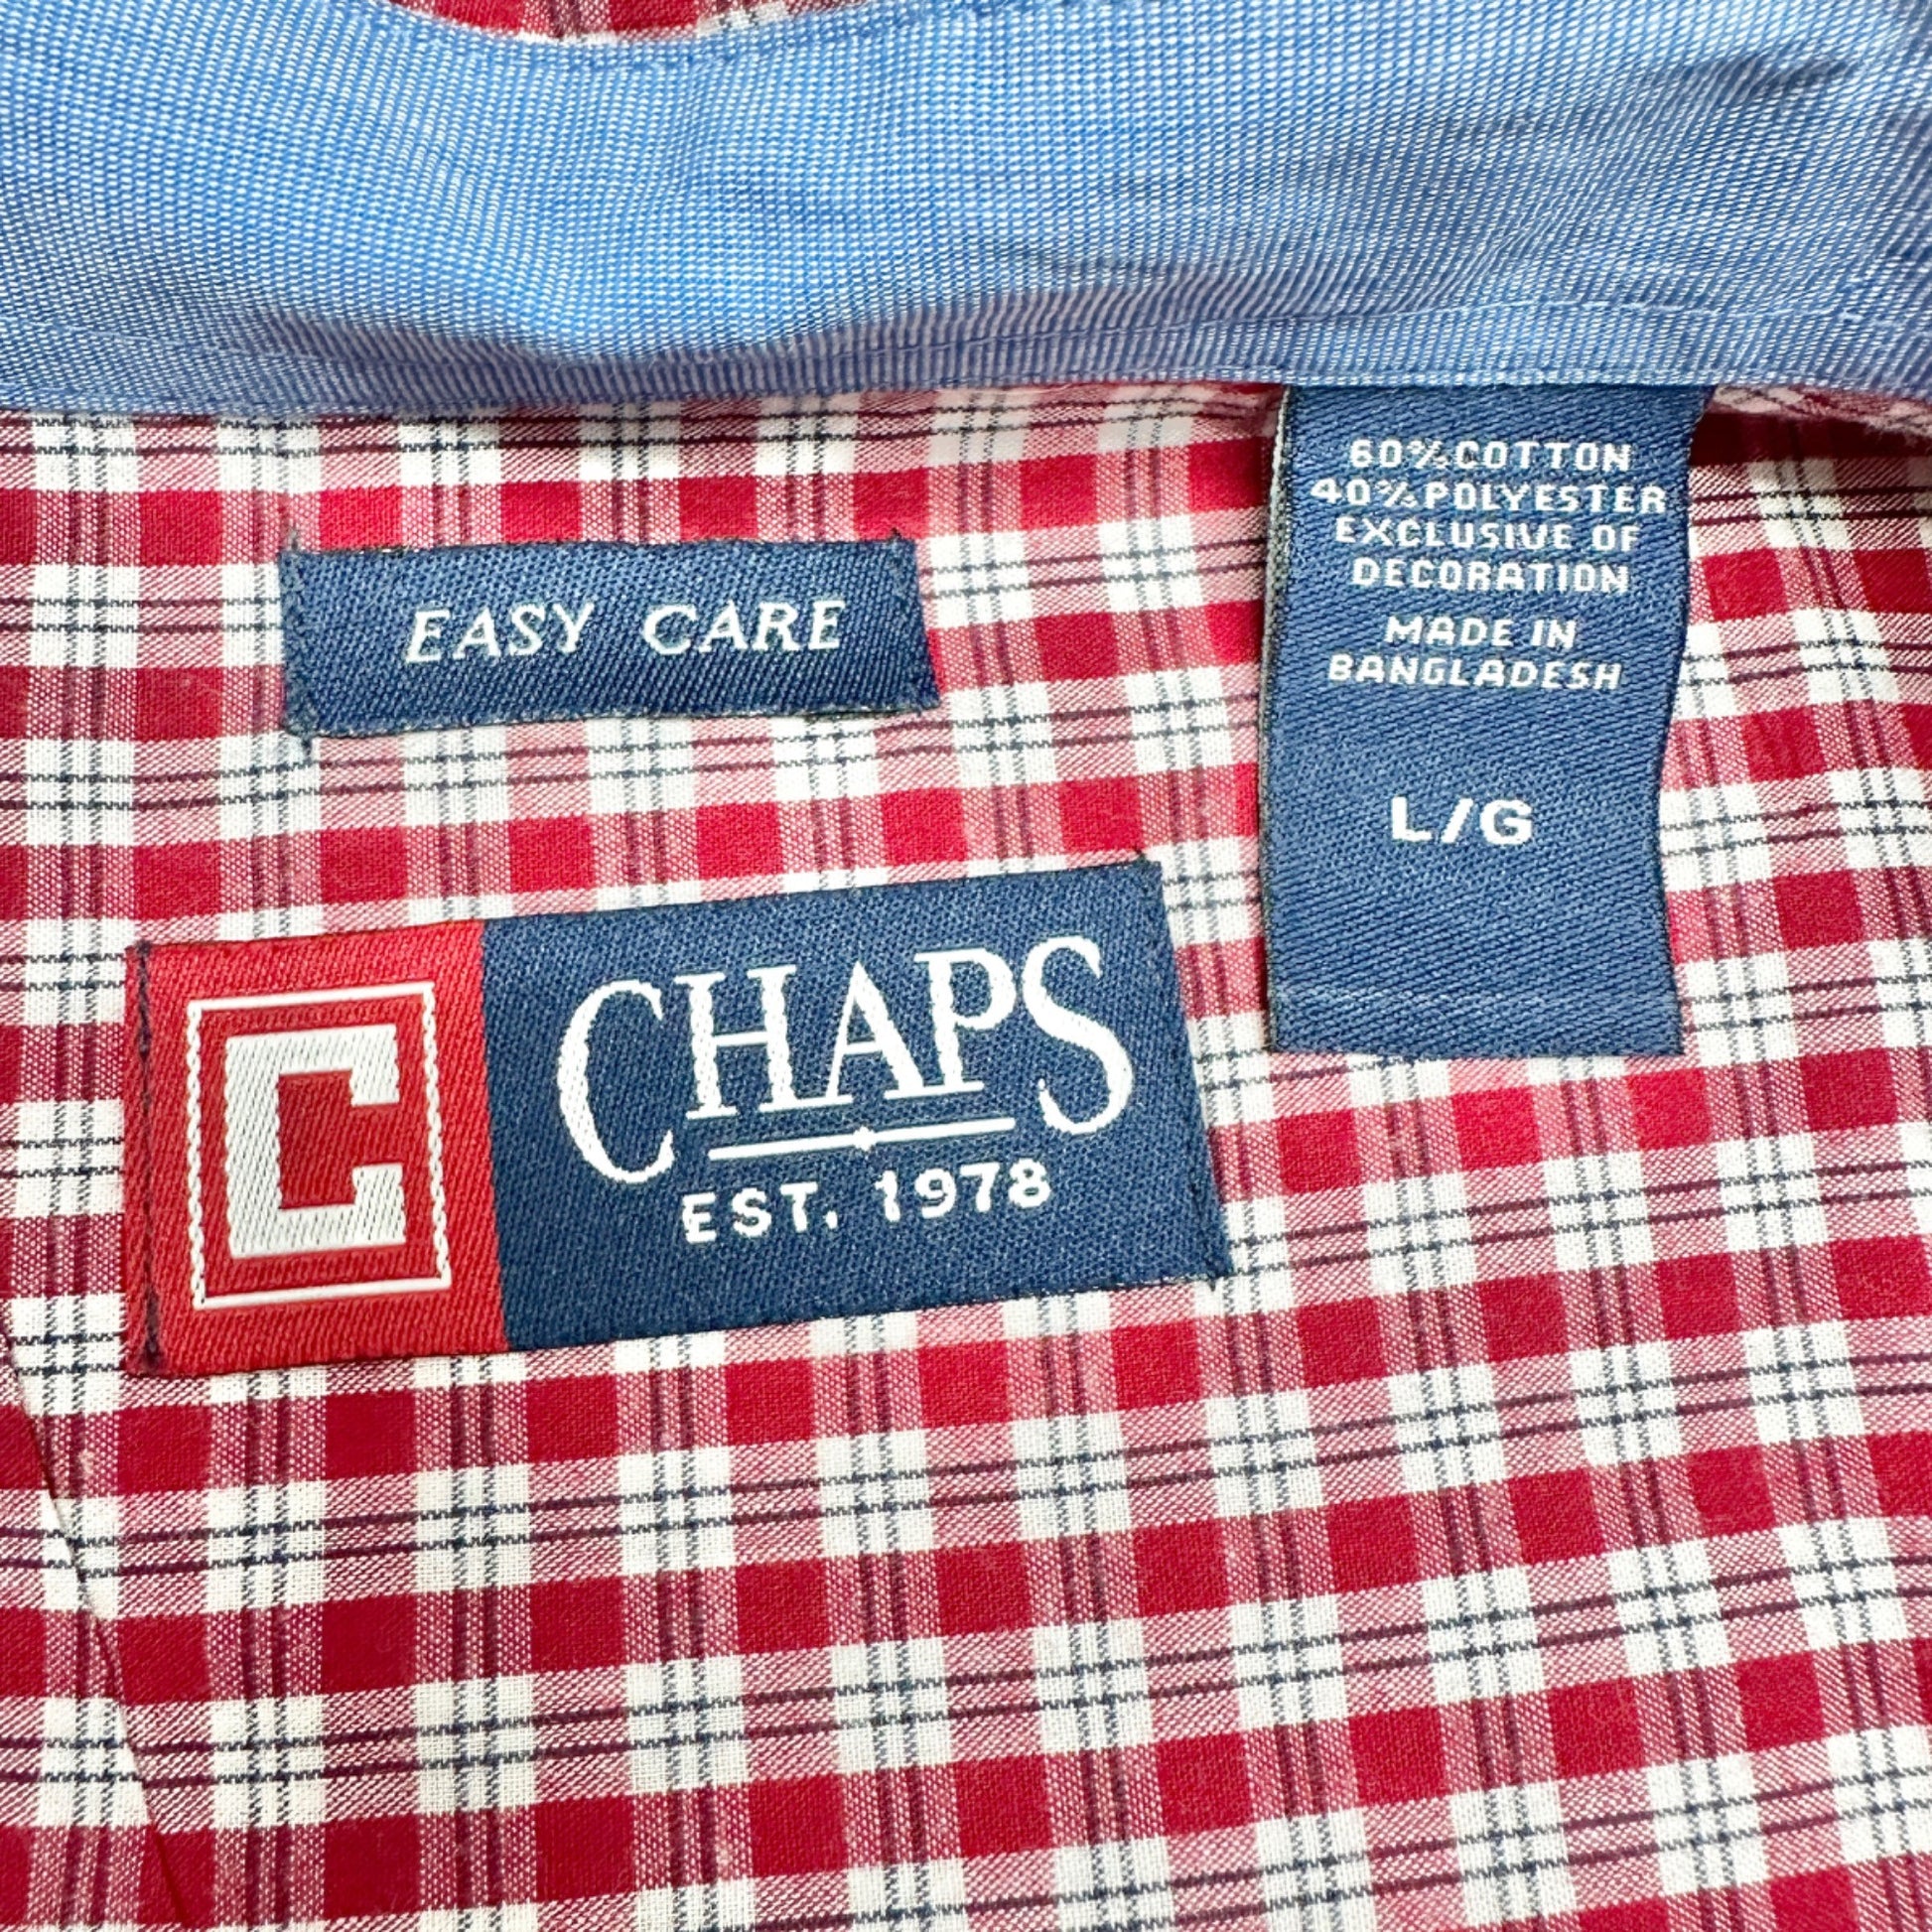 60% COTTON
40% POLYESTER
EXCLUSIVE OF
DECORATION
MADE IN
BANGLADESH
L/G
EASY CARE
C
CHAPS
EST. 1978